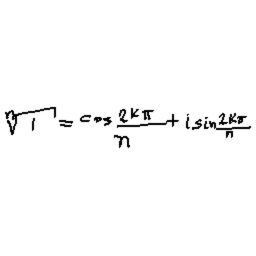 ⁿ√1 = cos 2kπ/n + i sin 2kπ/n